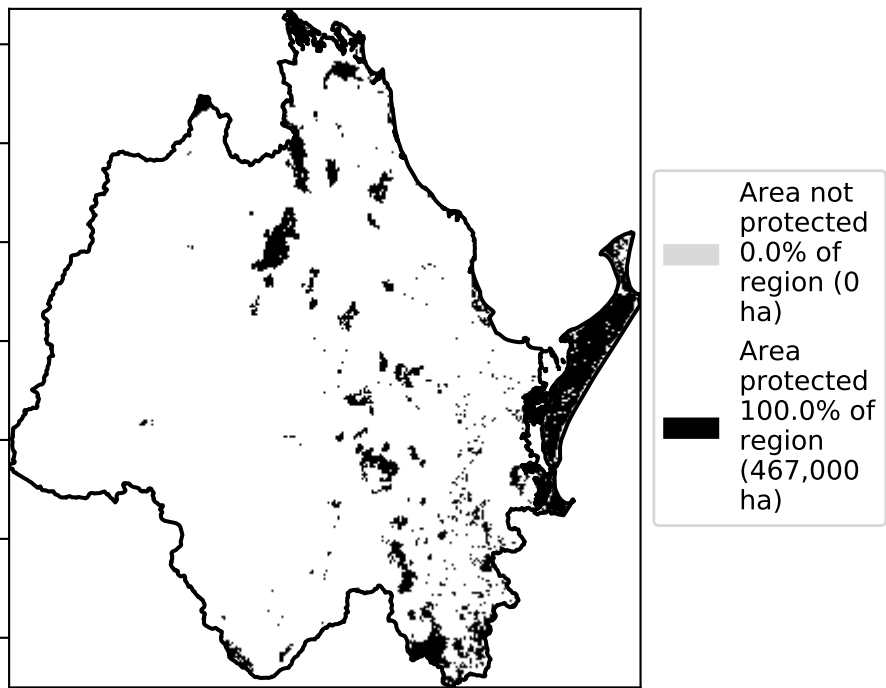 Area not
protected
0.0% of
region (0
ha)
Area
protected
100.0% of
region
(467,000
ha)